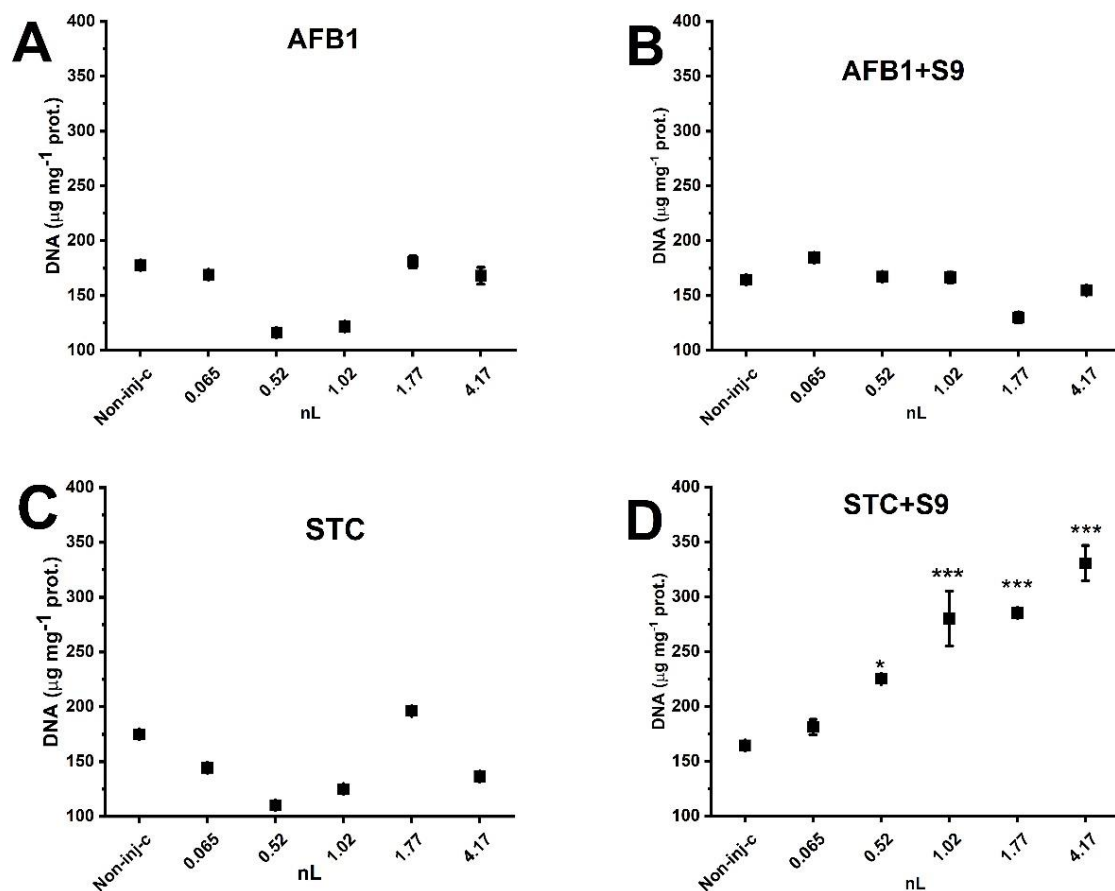 A
AFB1
DNA (µg mg⁻¹ prot.)
400
350
300
250
200
150
100
Non-inj-c
0.065
0.52
1.02
1.77
4.17
nL
B
AFB1+S9
DNA (µg mg⁻¹ prot.)
400
350
300
250
200
150
100
Non-inj-c
0.065
0.52
1.02
1.77
4.17
nL
C
STC
DNA (µg mg⁻¹ prot.)
400
350
300
250
200
150
100
Non-inj-c
0.065
0.52
1.02
1.77
4.17
nL
D
STC+S9
DNA (µg mg⁻¹ prot.)
400
350
300
250
200
150
100
*
***
***
***
Non-inj-c
0.065
0.52
1.02
1.77
4.17
nL